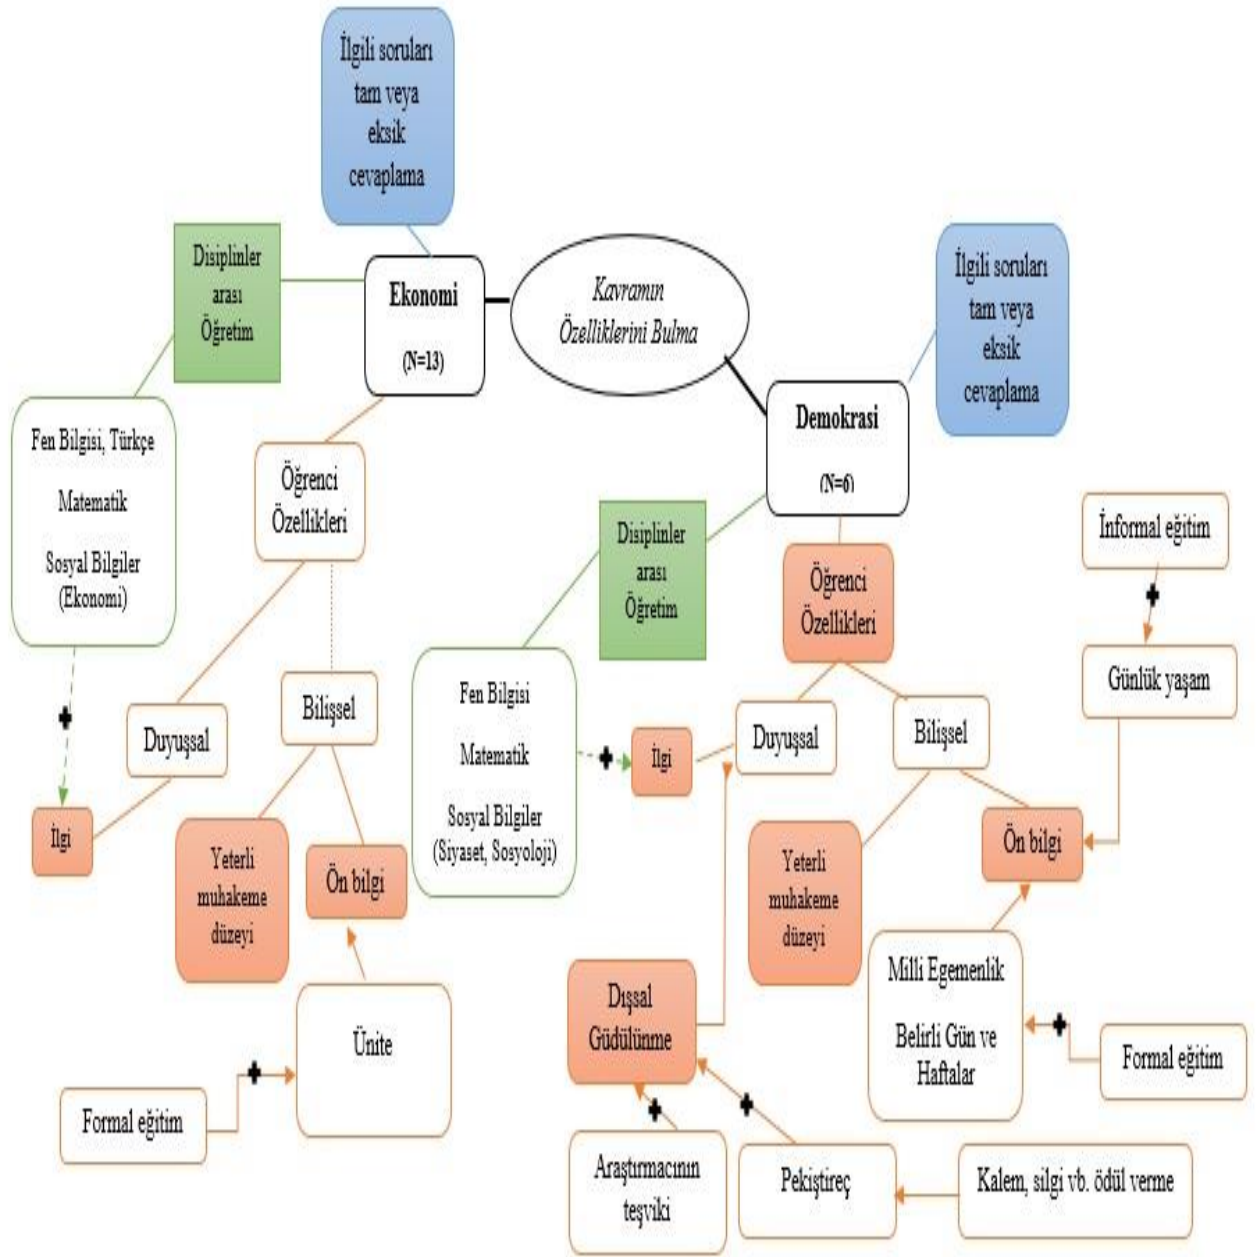 İlgili soruları
tam veya
eksik
cevaplama
Disiplinler
arası
Öğretim
Ekonomi
(N=13)
Kavramın
Özelliklerini Bulma
İlgili soruları
tam veya
eksik
cevaplama
Demokrasi
(N=6)
Fen Bilgisi, Türkçe
Matematik
Sosyal Bilgiler
(Ekonomi)
Öğrenci
Özellikleri
Disiplinler
arası
Öğretim
Öğrenci
Özellikleri
İnformal eğitim
Günlük yaşam
Duyuşsal
Bilişsel
Fen Bilgisi
Matematik
Sosyal Bilgiler
(Siyaset, Sosyoloji)
İlgi
Duyuşsal
Bilişsel
İlgi
Yeterli
muhakeme
düzeyi
Ön bilgi
Yeterli
muhakeme
düzeyi
Ön bilgi
Ünite
Formal eğitim
Dışsal
Güdülünme
Milli Egemenlik
Belirli Gün ve
Haftalar
Formal eğitim
Araştırmacının
teşviki
Pekiştireç
Kalem, silgi vb. ödül verme